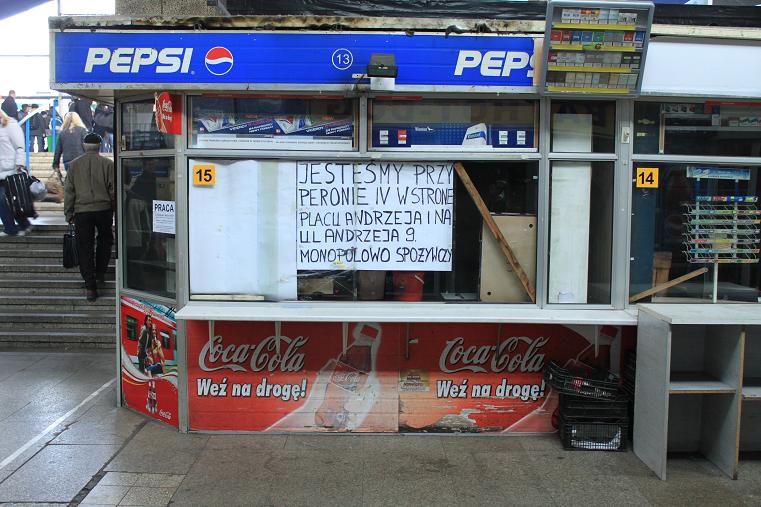 PEPSI
13
PEPS
15
JESTEŚMY PRZY
PERONIE IV W STRONĘ
PLACU ANDRZEJA I NA
UL ANDRZEJA 9.
MONOPOLOWO SPOŻYWCZY
14
PRACA
Coca-Cola
Weź na drogę!
Coca-Cola
Weź na drogę!